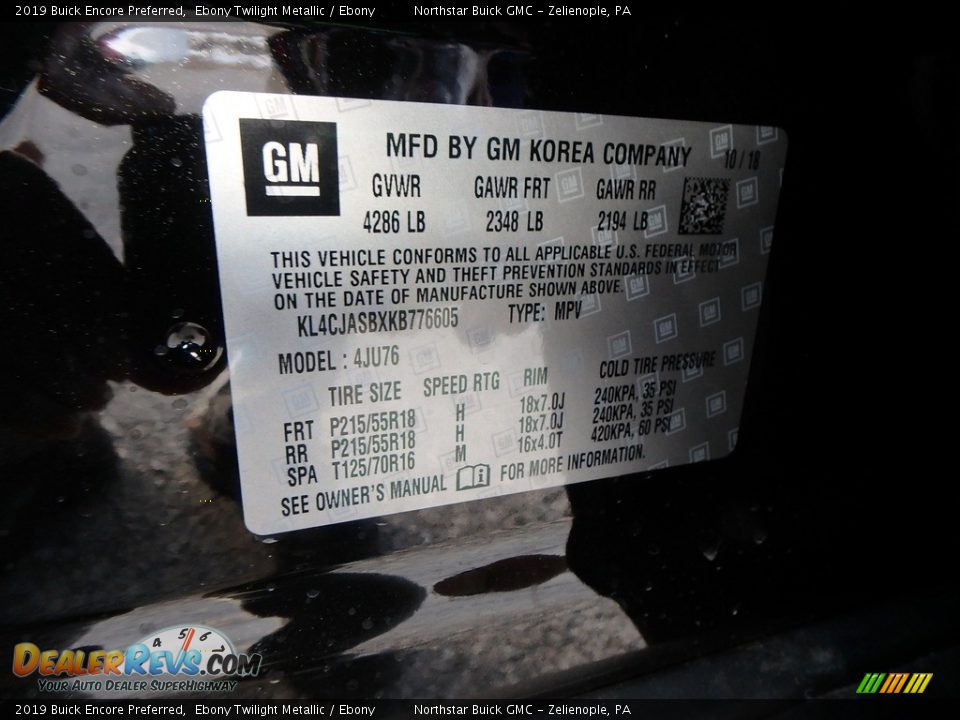 2019 Buick Encore Preferred, Ebony Twilight Metallic / Ebony Northstar Buick GMC - Zelienople, PA
GM
MFD BY GM KOREA COMPANY 10 / 18
GVWR GAWR FRT GAWR RR
4286 LB 2348 LB 2194 LB
THIS VEHICLE CONFORMS TO ALL APPLICABLE U.S. FEDERAL MOTOR
VEHICLE SAFETY AND THEFT PREVENTION STANDARDS IN EFFECT
ON THE DATE OF MANUFACTURE SHOWN ABOVE.
KL4CJASBXKB776605 TYPE: MPV
MODEL : 4JU76
TIRE SIZE SPEED RTG RIM COLD TIRE PRESSURE
FRT P215/55R18 H 18x7.0J 240KPA, 35 PSI
RR P215/55R18 H 18x7.0J 240KPA, 35 PSI
SPA T125/70R16 M 16x4.0T 420KPA, 60 PSI
SEE OWNER'S MANUAL FOR MORE INFORMATION.
4 5 6
DEALERREVS.COM
YOUR AUTO DEALER SUPERHIGHWAY
2019 Buick Encore Preferred, Ebony Twilight Metallic / Ebony Northstar Buick GMC - Zelienople, PA